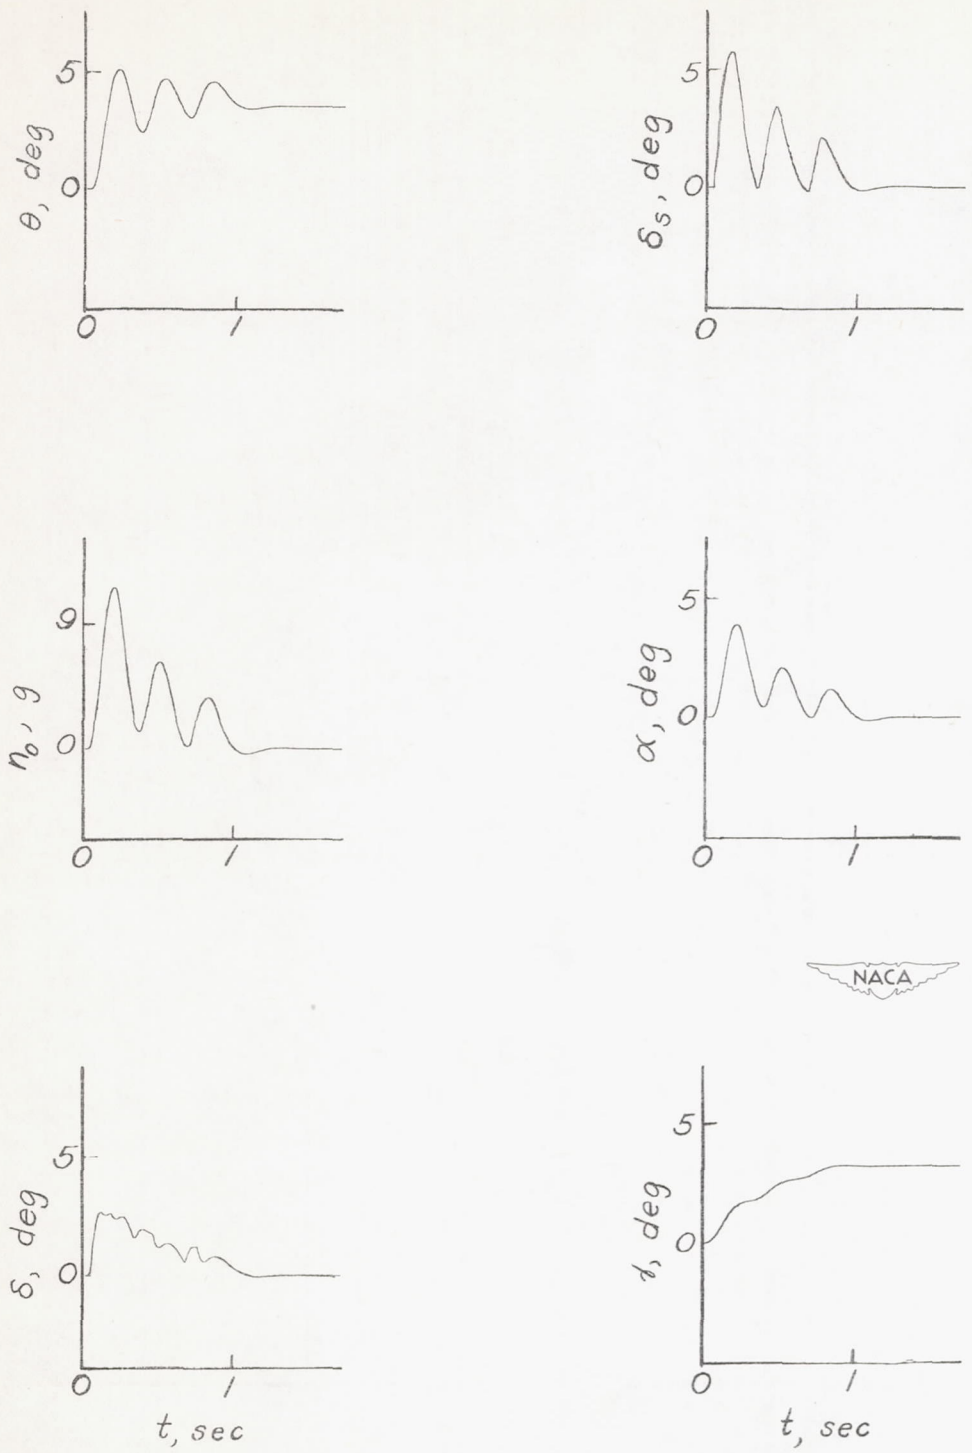 5
θ, deg
0
0 1
5
δs, deg
0
0 1
9
n₀, g
0
0 1
5
α, deg
0
0 1
NACA
5
δ, deg
0
0 1
t, sec
5
γ, deg
0
0 1
t, sec